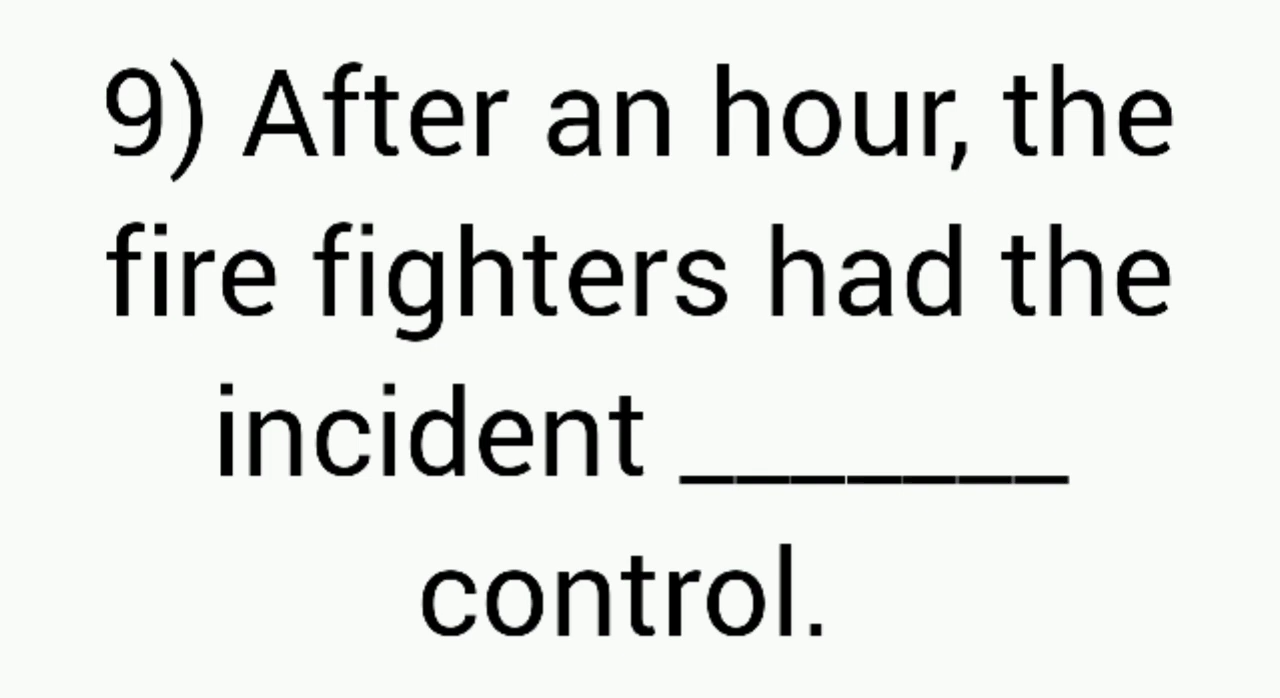 9) After an hour, the
fire fighters had the
incident _______
control.